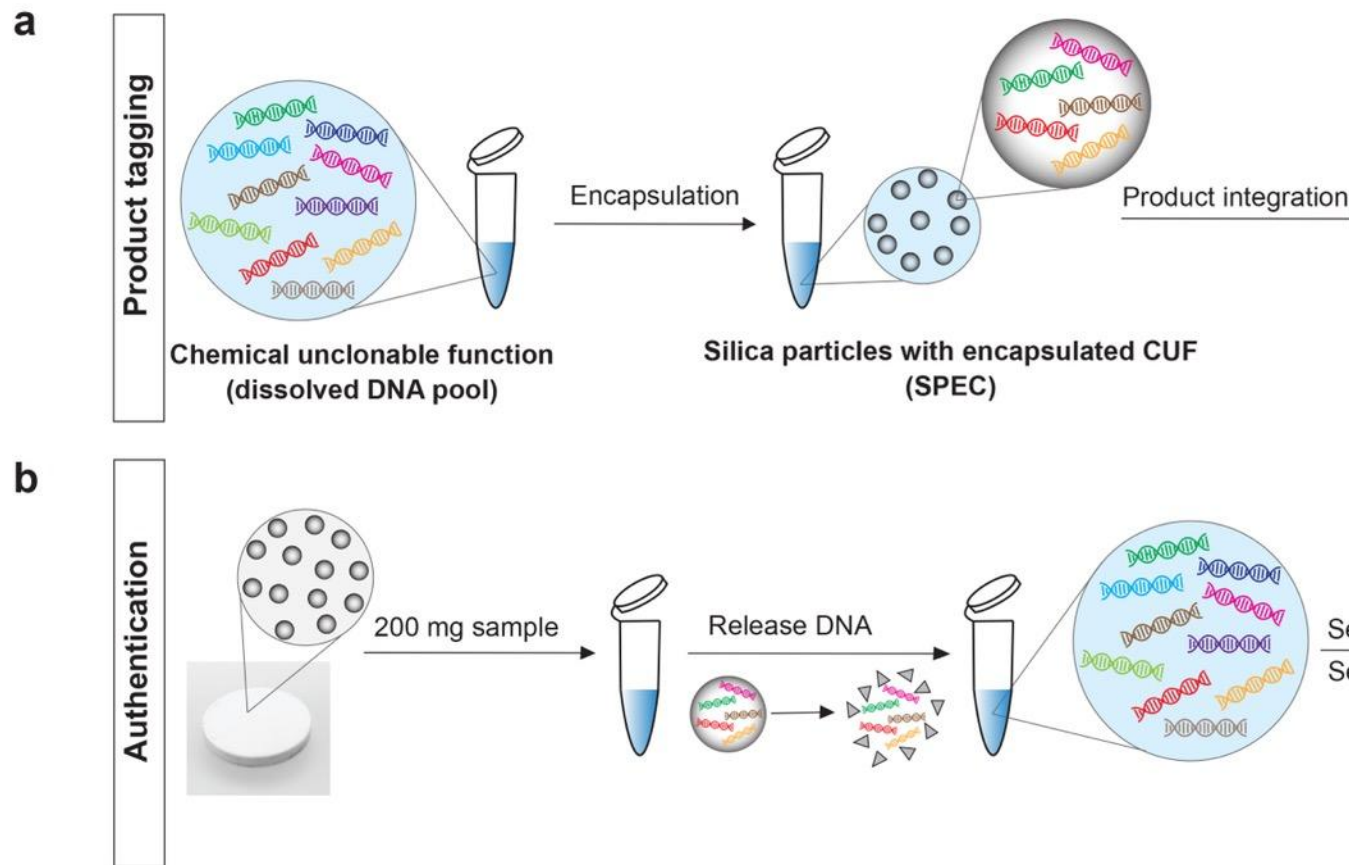 a
Product tagging
Encapsulation
Product integration
Chemical unclonable function
(dissolved DNA pool)
Silica particles with encapsulated CUF
(SPEC)
b
Authentication
200 mg sample
Release DNA